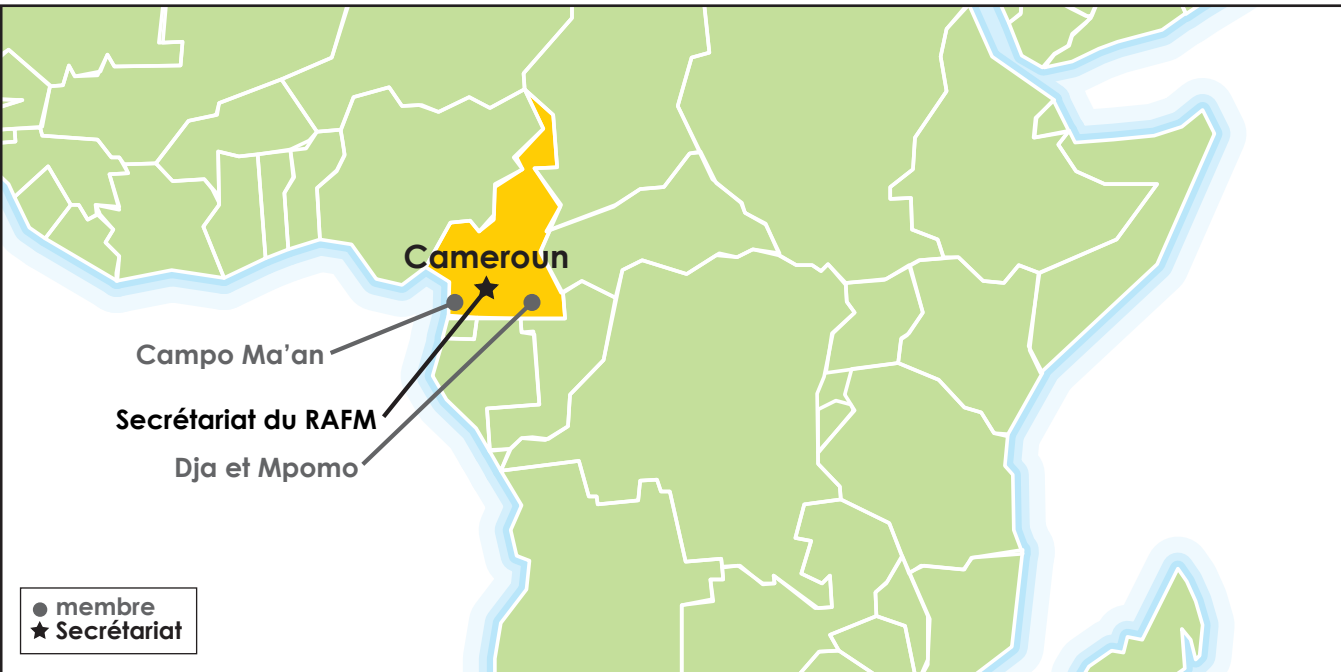 Cameroun
Campo Ma’an
Secrétariat du RAFM
Dja et Mpomo
membre
Secrétariat